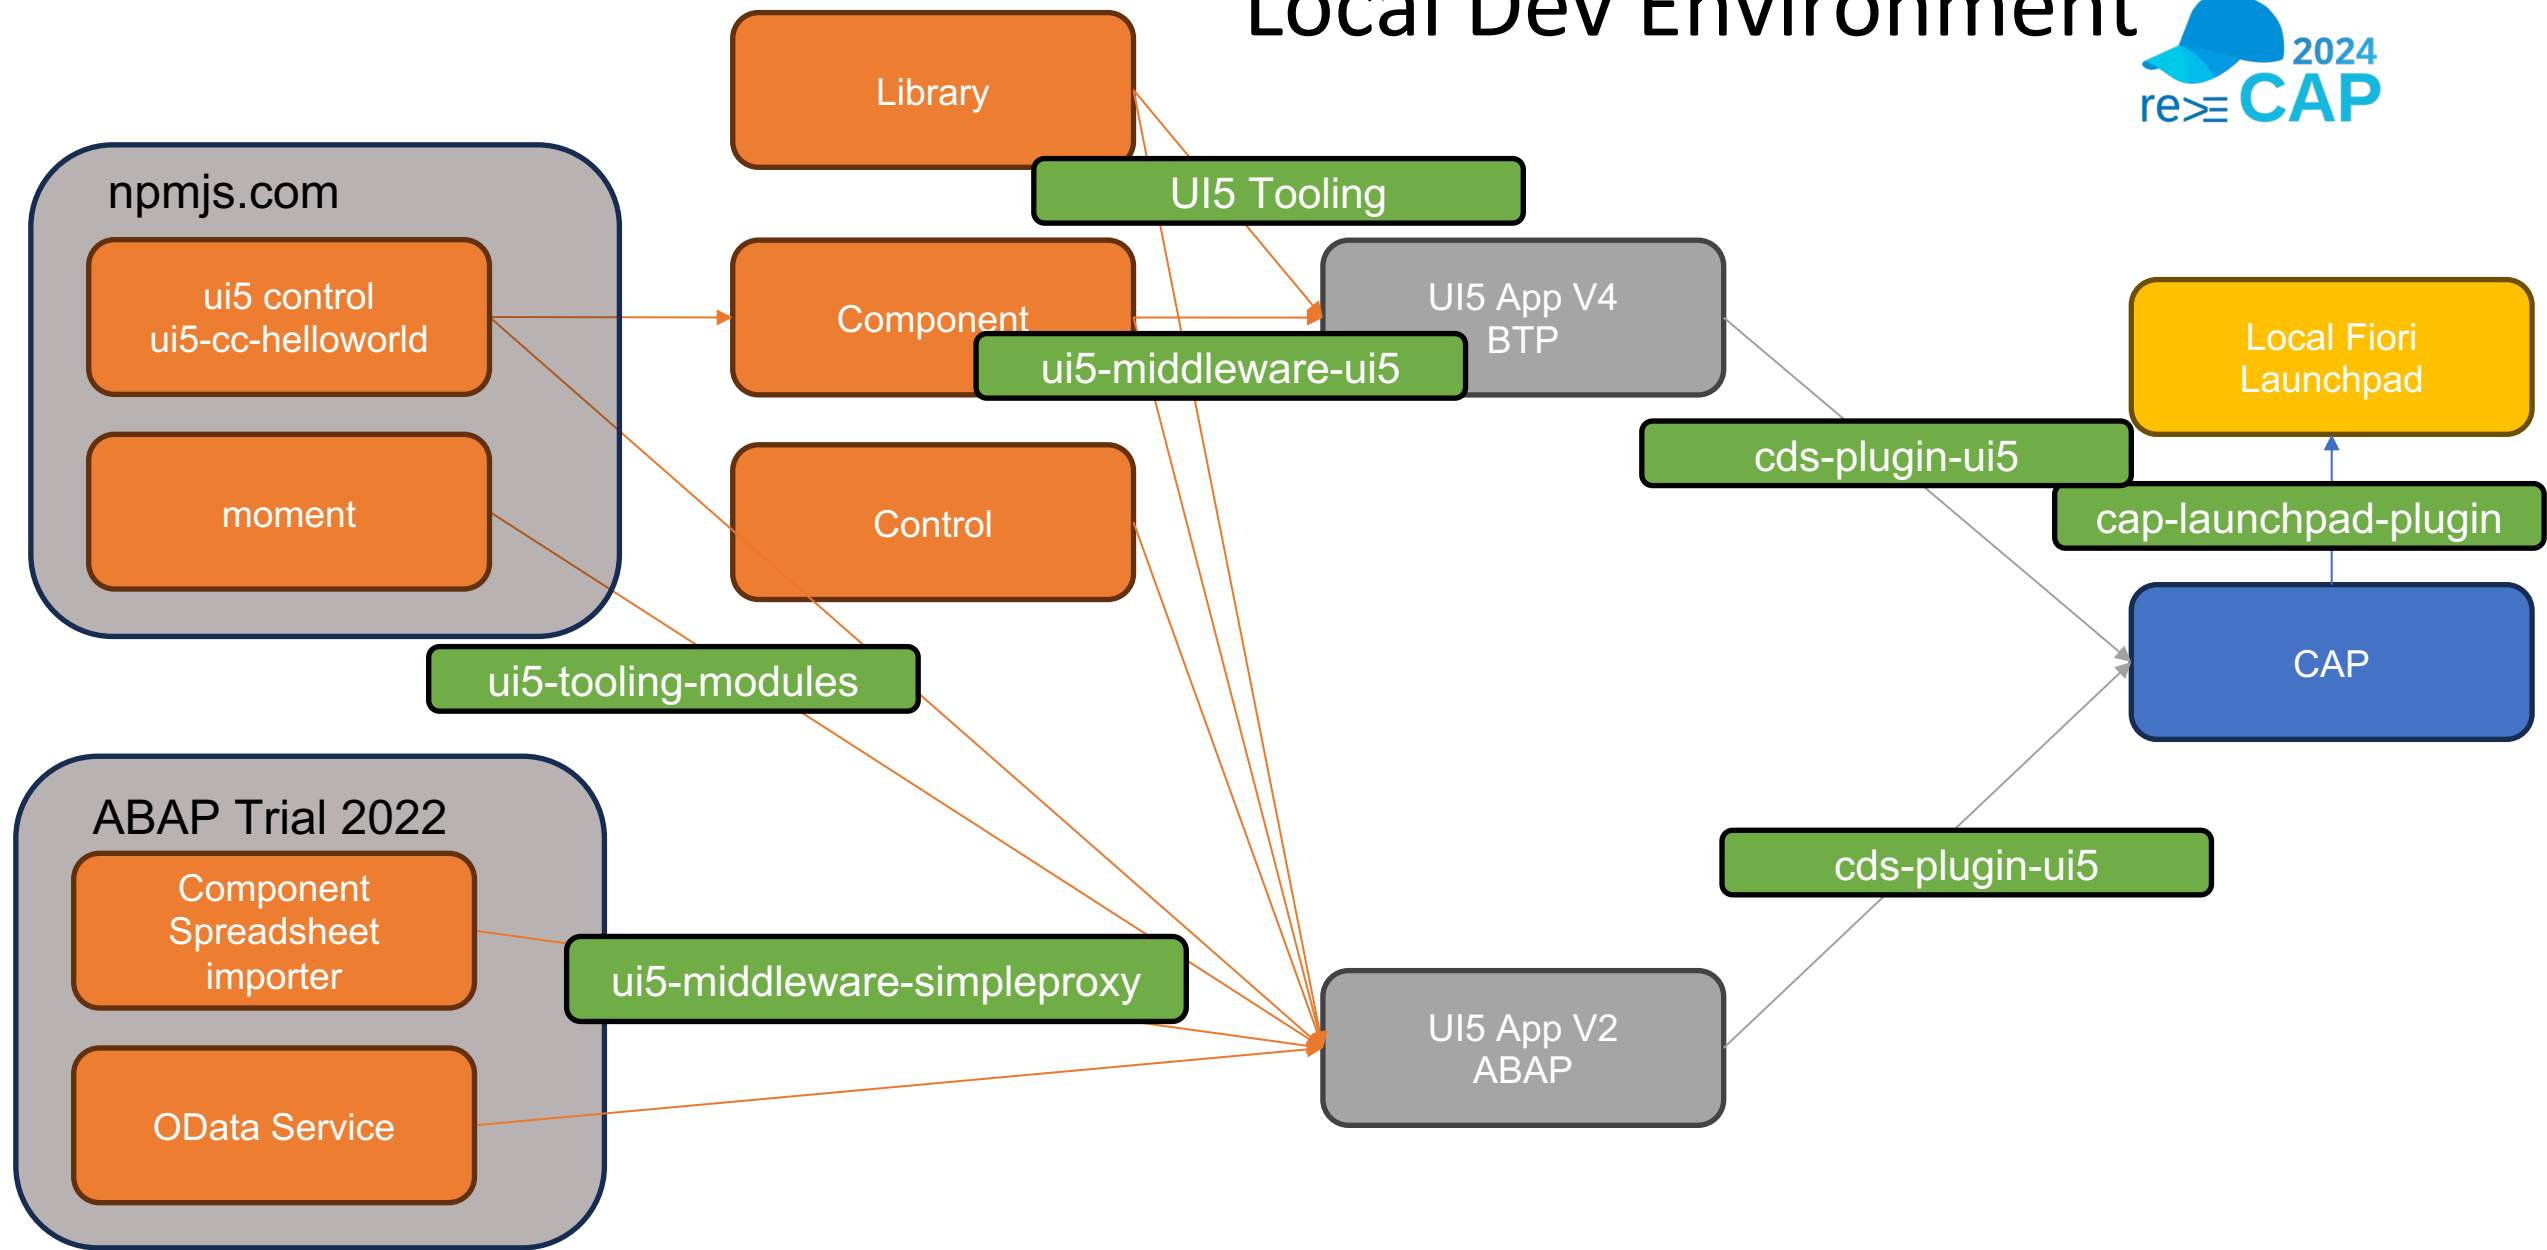 Local Dev Environment
2024
re>≡ CAP
Library
npmjs.com
UI5 Tooling
ui5 control
ui5-cc-helloworld
Component
UI5 App V4
BTP
Local Fiori
Launchpad
ui5-middleware-ui5
cds-plugin-ui5
moment
Control
cap-launchpad-plugin
CAP
ui5-tooling-modules
ABAP Trial 2022
cds-plugin-ui5
Component
Spreadsheet
importer
ui5-middleware-simpleproxy
UI5 App V2
ABAP
OData Service